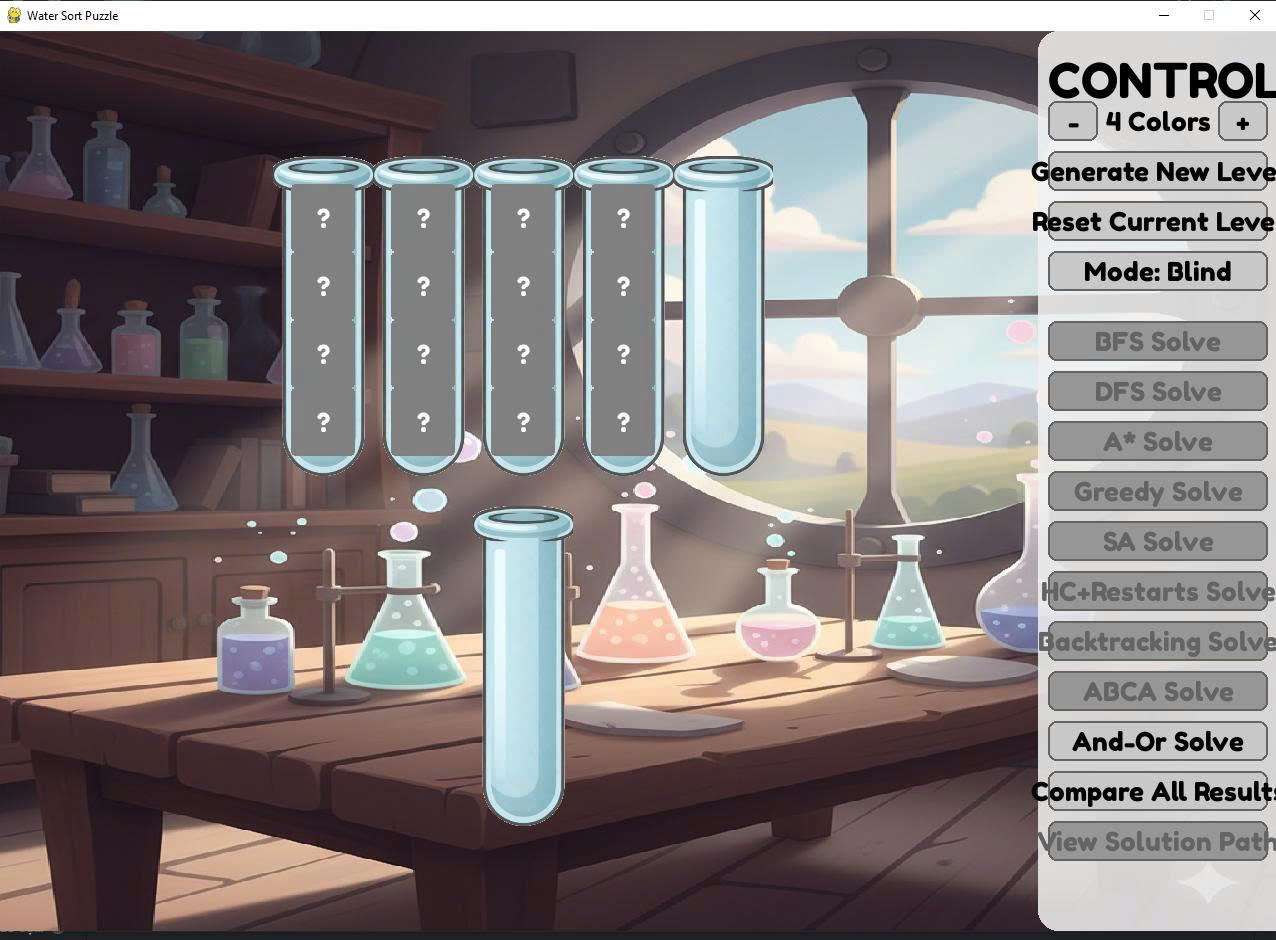 Water Sort Puzzle
CONTROL
- 4 Colors +
Generate New Leve
Reset Current Leve
Mode: Blind
BFS Solve
DFS Solve
A* Solve
Greedy Solve
SA Solve
HC+Restarts Solve
Backtracking Solve
ABCA Solve
And-Or Solve
Compare All Results
View Solution Path
? ? ? ?
? ? ? ?
? ? ? ?
? ? ? ?